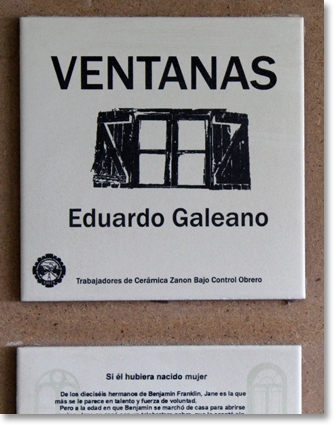 VENTANAS
Eduardo Galeano
Trabajadores de Cerámica Zanon Bajo Control Obrero
Si él hubiera nacido mujer
De los dieciséis hermanos de Benjamin Franklin, Jane es la que
más se le parece en talento y fuerza de voluntad.
Pero a la edad en que Benjamin se marchó de casa para abrirse